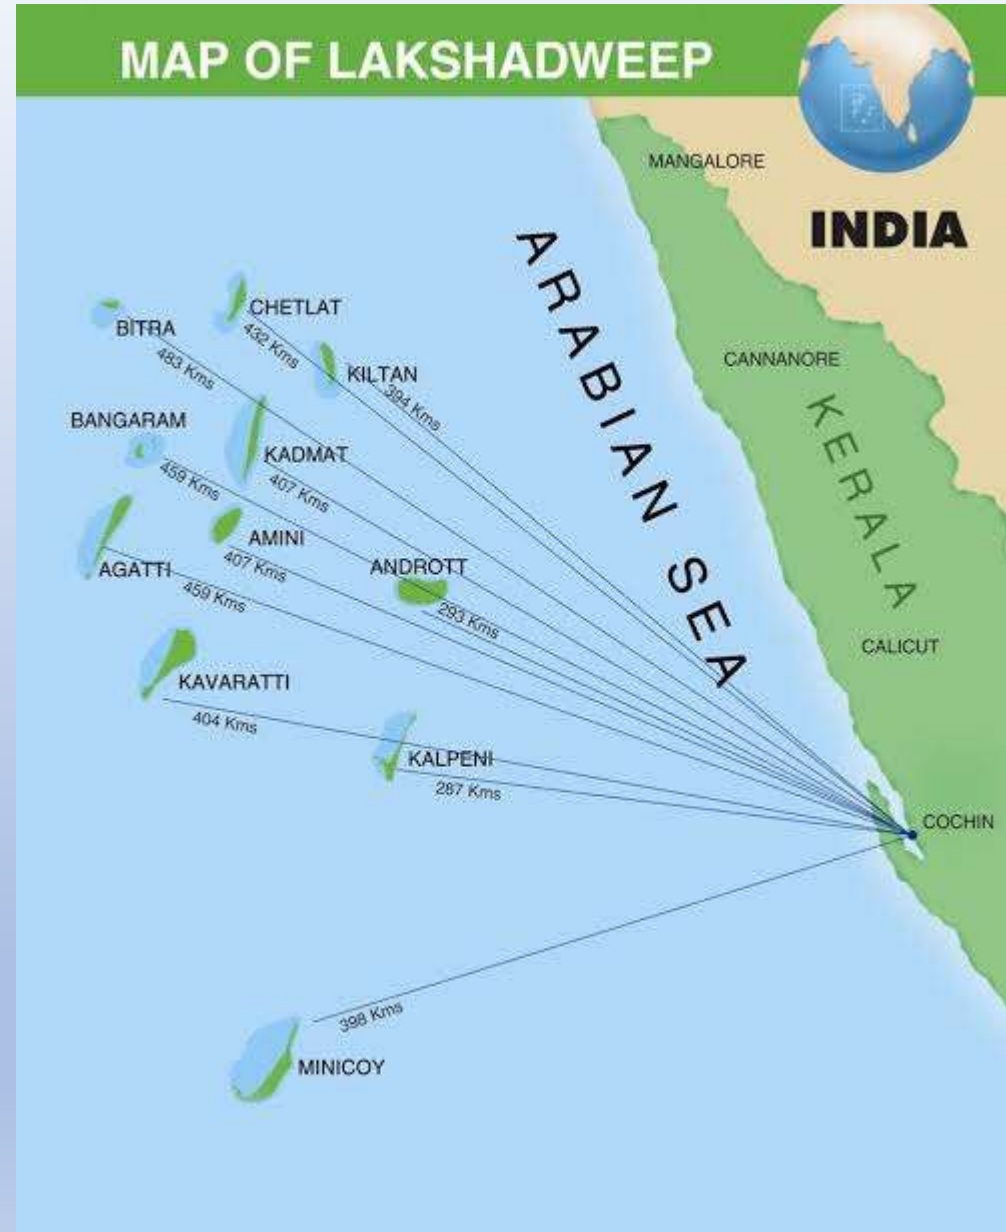 MAP OF LAKSHADWEEP
MANGALORE
INDIA
ARABIAN SEA
CHETLAT
432 Kms
BITRA
483 Kms
KILTAN
394 Kms
CANNANORE
KERALA
BANGARAM
459 Kms
KADMAT
407 Kms
AMINI
407 Kms
ANDROTT
293 Kms
AGATTI
459 Kms
CALICUT
KAVARATTI
404 Kms
KALPENI
287 Kms
COCHIN
398 Kms
MINICOY